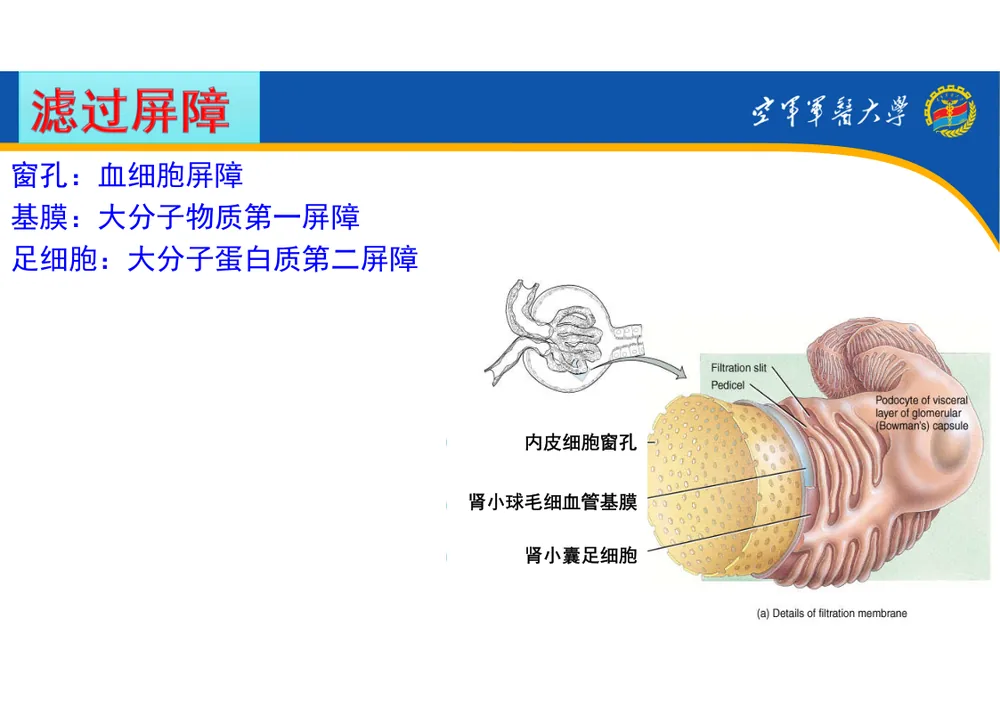 滤过屏障
空军军醫大學
窗孔：血细胞屏障
基膜：大分子物质第一屏障
足细胞：大分子蛋白质第二屏障
Filtration slit
Pedicel
Podocyte of visceral
layer of glomerular
(Bowman's) capsule
内皮细胞窗孔
肾小球毛细血管基膜
肾小囊足细胞
(a) Details of filtration membrane